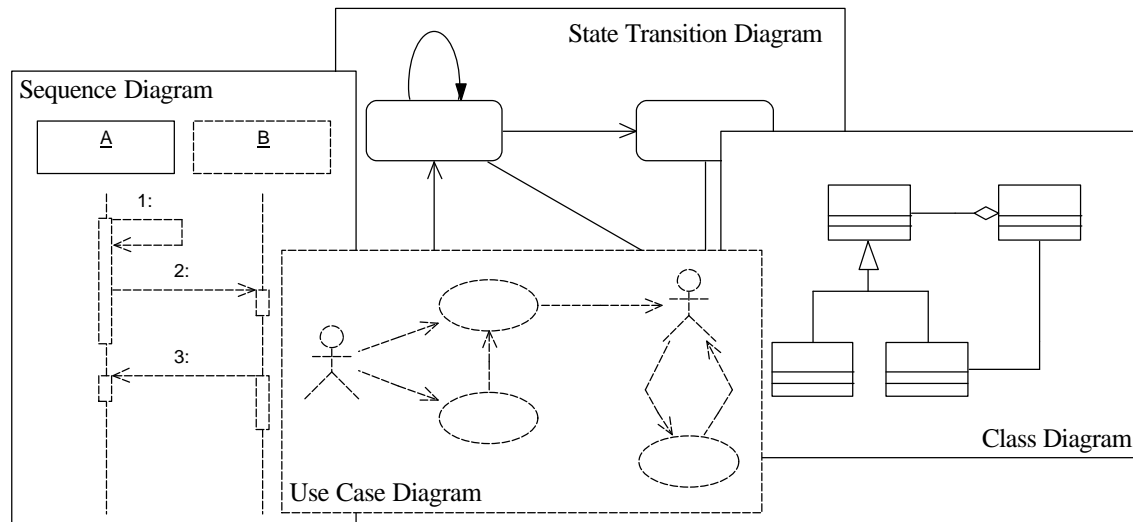 State Transition Diagram
Sequence Diagram
A
B
1:
2:
3:
Class Diagram
Use Case Diagram